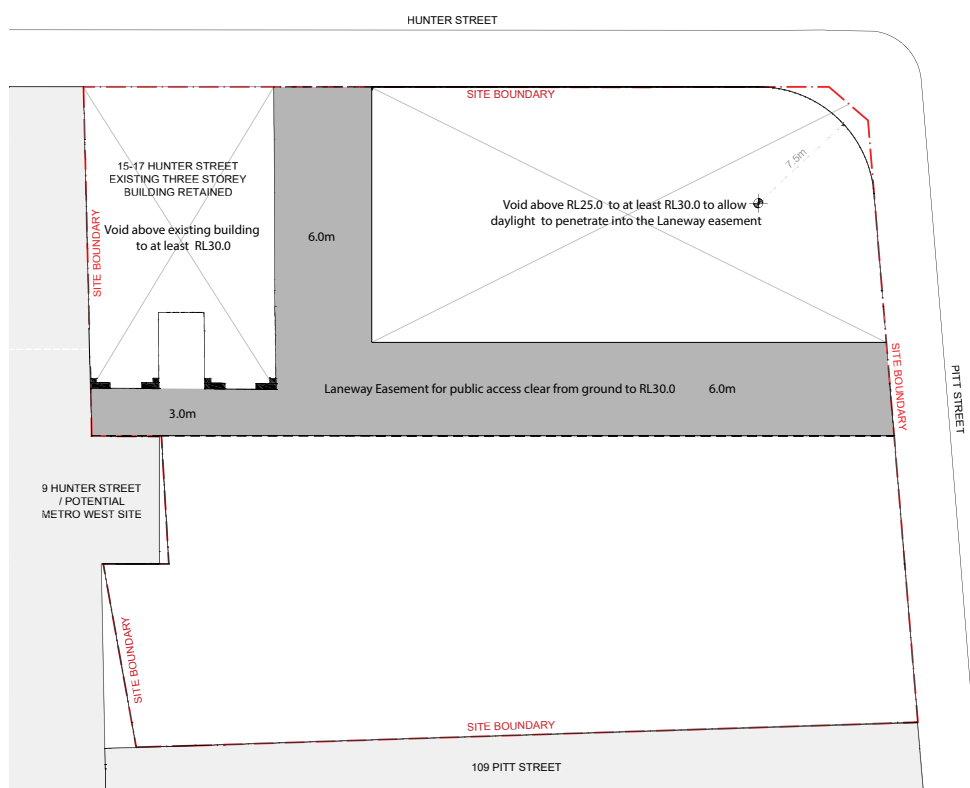 HUNTER STREET
SITE BOUNDARY
15-17 HUNTER STREET
EXISTING THREE STOREY
BUILDING RETAINED
Void above existing building
to at least RL30.0
SITE BOUNDARY
6.0m
7.5m
Void above RL25.0 to at least RL30.0 to allow
daylight to penetrate into the Laneway easement
Laneway Easement for public access clear from ground to RL30.0
6.0m
3.0m
SITE BOUNDARY
PITT STREET
9 HUNTER STREET
/ POTENTIAL
METRO WEST SITE
SITE BOUNDARY
SITE BOUNDARY
109 PITT STREET